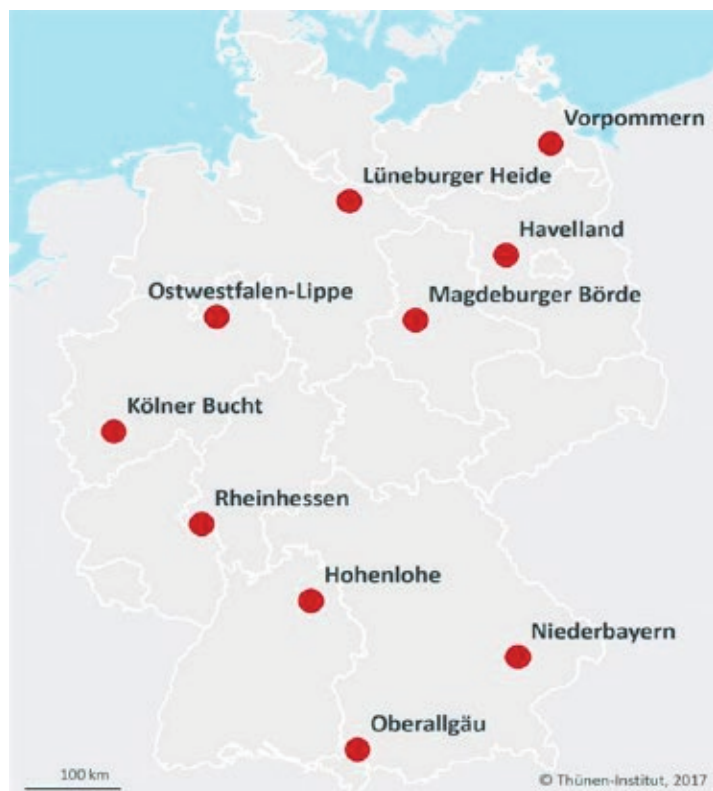 Vorpommern
Lüneburger Heide
Havelland
Ostwestfalen-Lippe
Magdeburger Börde
Kölner Bucht
Rheinhessen
Hohenlohe
Niederbayern
Oberallgäu
100 km
© Thünen-Institut, 2017